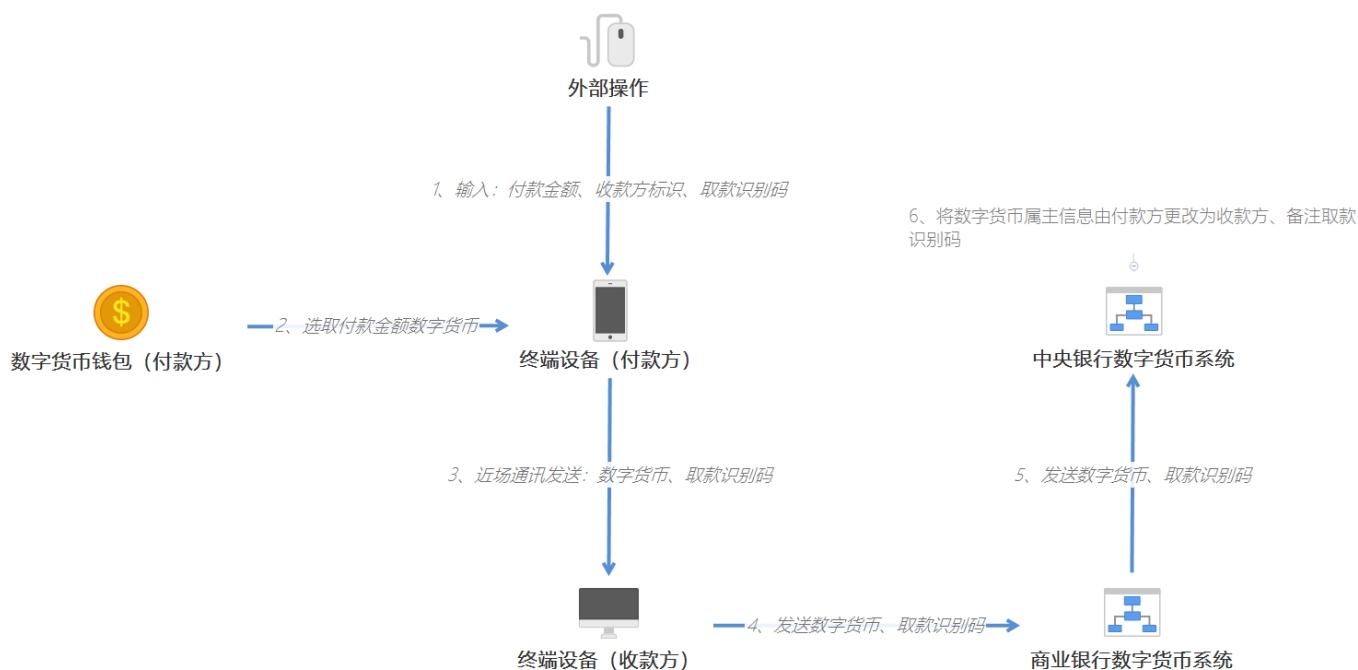 外部操作
1、输入：付款金额、收款方标识、取款识别码
6、将数字货币属主信息由付款方更改为收款方、备注取款
识别码
$
2、选取付款金额数字货币
数字货币钱包（付款方）
终端设备（付款方）
中央银行数字货币系统
3、近场通讯发送：数字货币、取款识别码
5、发送数字货币、取款识别码
4、发送数字货币、取款识别码
终端设备（收款方）
商业银行数字货币系统